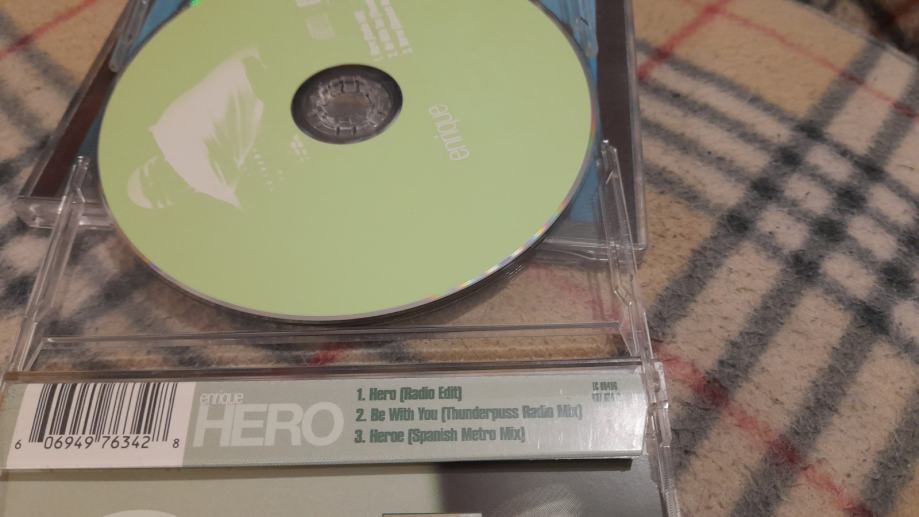 enrique
enrique
HERO
1. Hero (Radio Edit)
2. Be With You (Thunderpuss Radio Mix)
3. Heroe (Spanish Metro Mix)
6 06949 76342 8